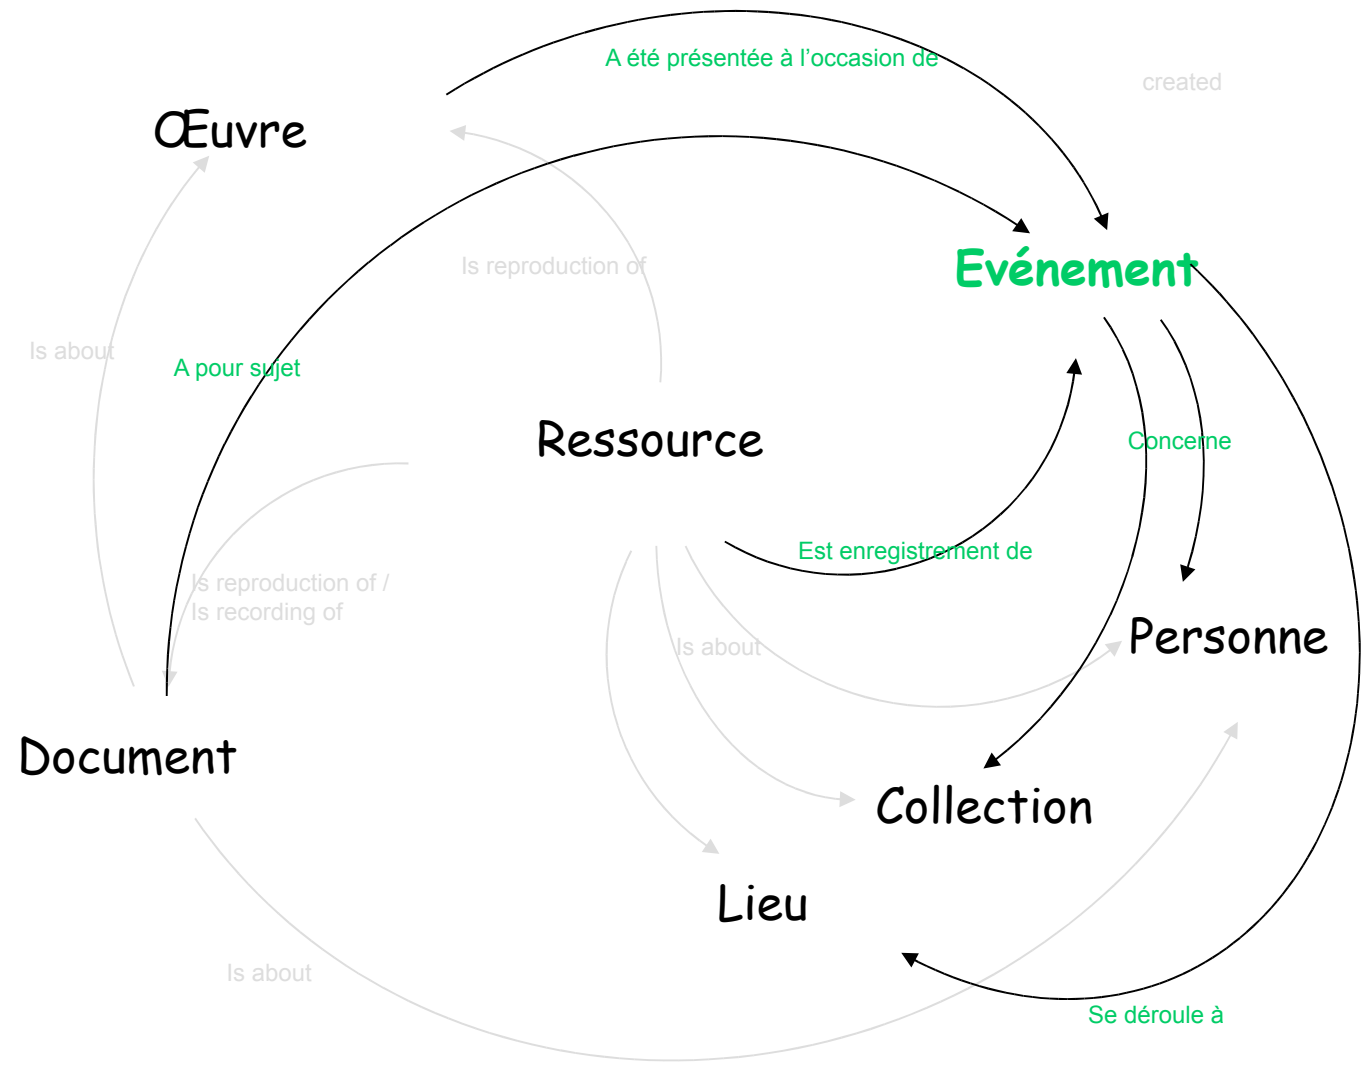 A été présentée à l’occasion de
created
Œuvre
Is reproduction of
Evénement
Is about
A pour sujet
Ressource
Concerne
Est enregistrement de
Is reproduction of /
Is recording of
Is about
Personne
Document
Collection
Lieu
Is about
Se déroule à